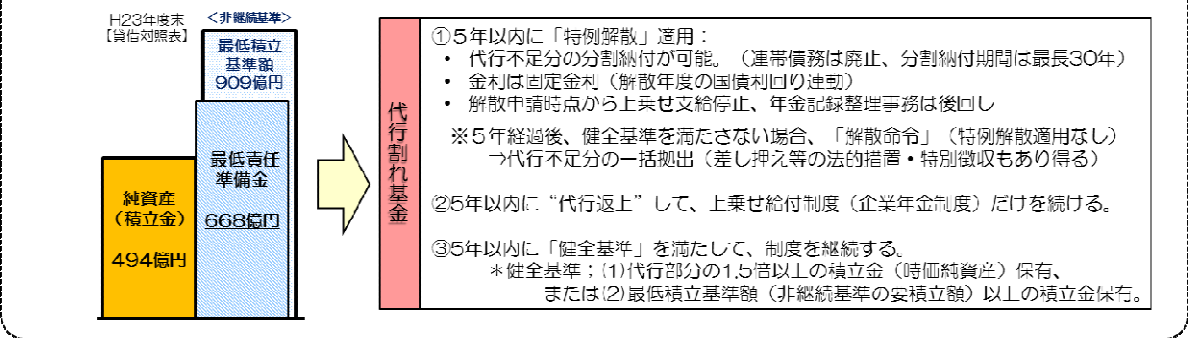 H23年度末
【貸借対照表】
<非継続基準>
最低積立
基準額
909億円
最低責任
準備金
668億円
純資産
（積立金）
494億円
代行割れ基金
①５年以内に「特例解散」適用：
・ 代行不足分の分割納付が可能。（連帯債務は廃止、分割納付期間は最長30年）
・ 金利は固定金利（解散年度の国債利回り連動）
・ 解散申請時点から上乗せ支給停止、年金記録整理事務は後回し
※５年経過後、健全基準を満たさない場合、「解散命令」（特例解散適用なし）
⇒代行不足分の一括拠出（差し押え等の法的措置・特別徴収もあり得る）
②5年以内に“代行返上”して、上乗せ給付制度（企業年金制度）だけを続ける。
③５年以内に「健全基準」を満たして、制度を継続する。
＊健全基準；(1)代行部分の1.5倍以上の積立金（時価純資産）保有、
または(2)最低積立基準額（非継続基準の要積立額）以上の積立金保有。